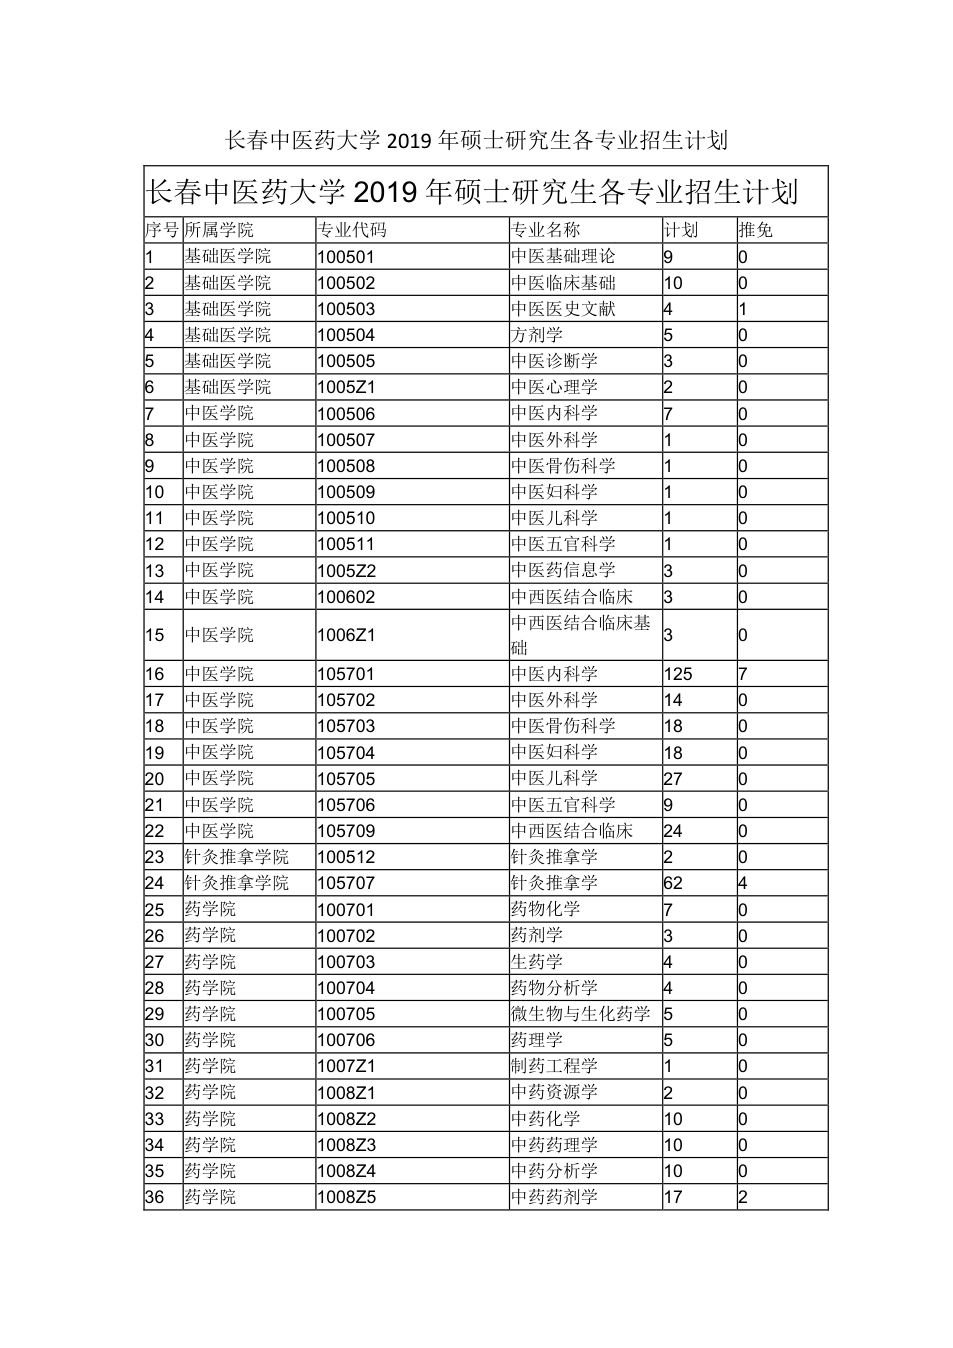 长春中医药大学 2019 年硕士研究生各专业招生计划
长春中医药大学 2019 年硕士研究生各专业招生计划
序号 所属学院 专业代码 专业名称 计划 推免
1 基础医学院 100501 中医基础理论 9 0
2 基础医学院 100502 中医临床基础 10 0
3 基础医学院 100503 中医医史文献 4 1
4 基础医学院 100504 方剂学 5 0
5 基础医学院 100505 中医诊断学 3 0
6 基础医学院 1005Z1 中医心理学 2 0
7 中医学院 100506 中医内科学 7 0
8 中医学院 100507 中医外科学 1 0
9 中医学院 100508 中医骨伤科学 1 0
10 中医学院 100509 中医妇科学 1 0
11 中医学院 100510 中医儿科学 1 0
12 中医学院 100511 中医五官科学 1 0
13 中医学院 1005Z2 中医药信息学 3 0
14 中医学院 100602 中西医结合临床 3 0
15 中医学院 1006Z1 中西医结合临床基
础 3 0
16 中医学院 105701 中医内科学 125 7
17 中医学院 105702 中医外科学 14 0
18 中医学院 105703 中医骨伤科学 18 0
19 中医学院 105704 中医妇科学 18 0
20 中医学院 105705 中医儿科学 27 0
21 中医学院 105706 中医五官科学 9 0
22 中医学院 105709 中西医结合临床 24 0
23 针灸推拿学院 100512 针灸推拿学 2 0
24 针灸推拿学院 105707 针灸推拿学 62 4
25 药学院 100701 药物化学 7 0
26 药学院 100702 药剂学 3 0
27 药学院 100703 生药学 4 0
28 药学院 100704 药物分析学 4 0
29 药学院 100705 微生物与生化药学 5 0
30 药学院 100706 药理学 5 0
31 药学院 1007Z1 制药工程学 1 0
32 药学院 1008Z1 中药资源学 2 0
33 药学院 1008Z2 中药化学 10 0
34 药学院 1008Z3 中药药理学 10 0
35 药学院 1008Z4 中药分析学 10 0
36 药学院 1008Z5 中药药剂学 17 2